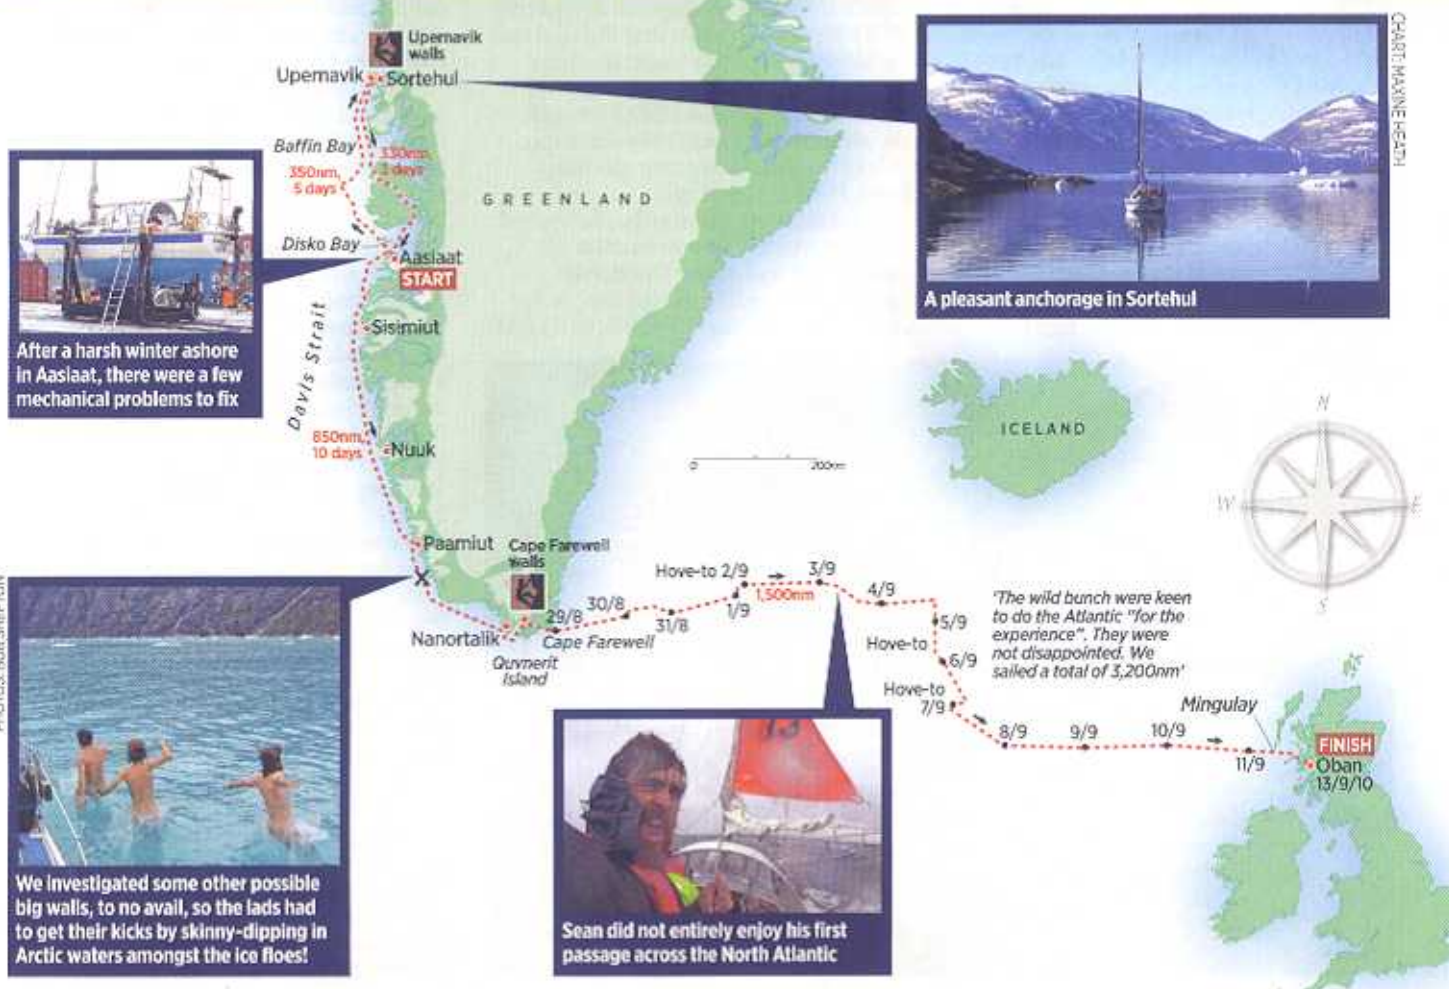 Upernavik
walls
Upernavik
Sortehul
Baffin Bay
350nm,
5 days
330nm,
days
Disko Bay
Aasiaat
START
GREENLAND
CHART: MAXINE HEATH
A pleasant anchorage in Sortehul
After a harsh winter ashore
in Aasiaat, there were a few
mechanical problems to fix
Davis Strait
Sisimiut
850nm,
10 days
Nuuk
ICELAND
0 200nm
N
W E
S
Paamiut
Cape Farewell
walls
X
Nanortalik
Quvnerit
Island
Cape Farewell
29/8
30/8
31/8
1/9
Hove-to 2/9
1,500nm
3/9
4/9
5/9
Hove-to
6/9
Hove-to
7/9
8/9
9/9
10/9
11/9
'The wild bunch were keen
to do the Atlantic "for the
experience". They were
not disappointed. We
sailed a total of 3,200nm'
Mingulay
FINISH
Oban
13/9/10
We investigated some other possible
big walls, to no avail, so the lads had
to get their kicks by skinny-dipping in
Arctic waters amongst the ice floes!
Sean did not entirely enjoy his first
passage across the North Atlantic